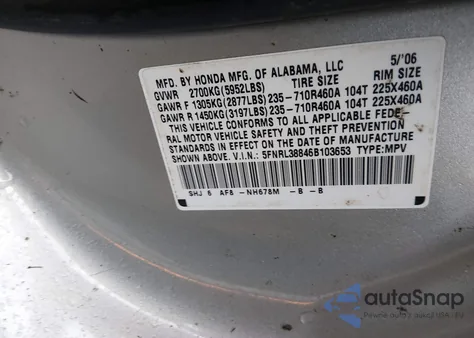 MFD. BY HONDA MFG. OF ALABAMA, LLC 5/'06
GVWR 2700KG(5952LBS) TIRE SIZE RIM SIZE
GAWR F 1305KG(2877LBS) 235-710R460A 104T 225X460A
GAWR R 1450KG(3197LBS) 235-710R460A 104T 225X460A
THIS VEHICLE CONFORMS TO ALL APPLICABLE FEDE-
RAL MOTOR VEHICLE SAFETY AND THEFT PREVENTION
STANDARDS IN EFFECT ON THE DATE OF MANUFACTURE
SHOWN ABOVE. V.I.N.: 5FNRL38846B103653 TYPE:MPV
SHJ 6 AF8 -NH678M -B -B
autoSnap